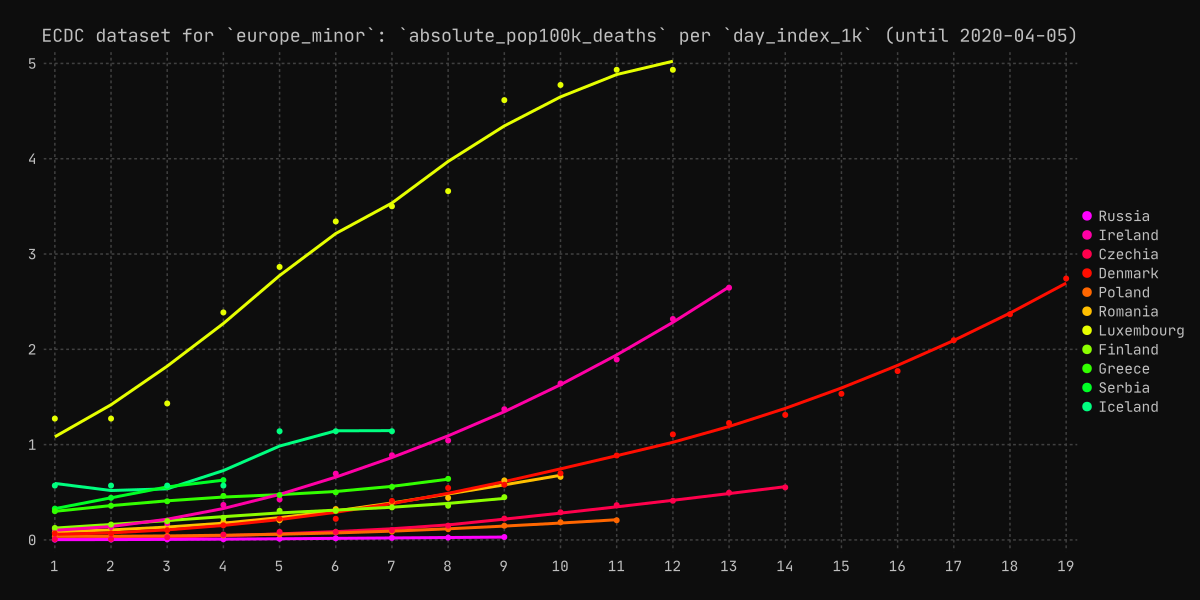 ECDC dataset for `europe_minor`: `absolute_pop100k_deaths` per `day_index_1k` (until 2020-04-05)
5
4
3
2
1
0
1 2 3 4 5 6 7 8 9 10 11 12 13 14 15 16 17 18 19
Russia
Ireland
Czechia
Denmark
Poland
Romania
Luxembourg
Finland
Greece
Serbia
Iceland